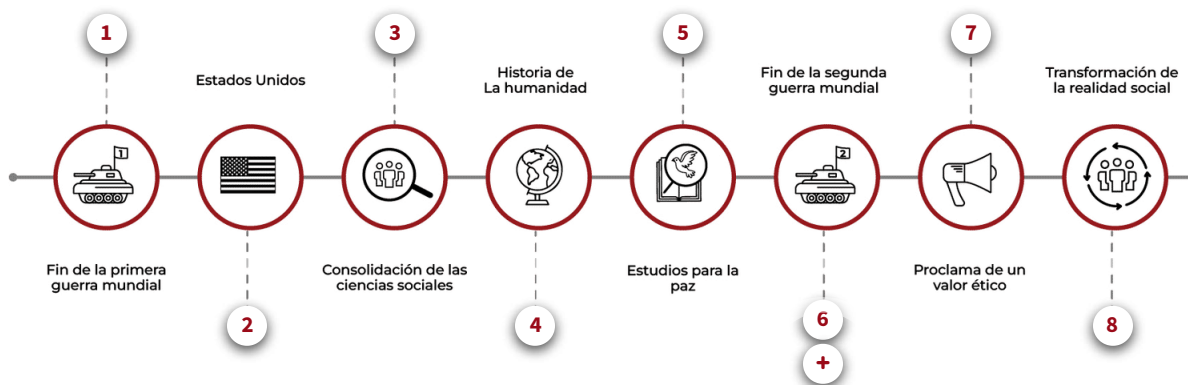 1
Fin de la primera
guerra mundial
1
Estados Unidos
2
3
Consolidación de las
ciencias sociales
Historia de
La humanidad
4
5
Estudios para la
paz
Fin de la segunda
guerra mundial
2
6
+
7
Proclama de un
valor ético
Transformación de
la realidad social
8